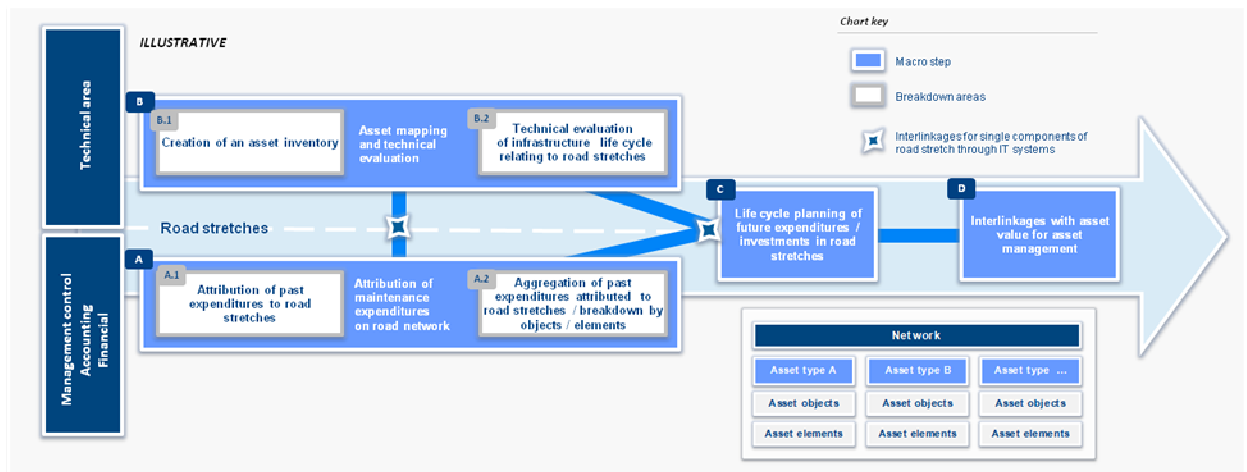 Chart key
ILLUSTRATIVE
Macro step
Breakdown areas
Interlinkages for single components of
road stretch through IT systems
Technical area
B
B.1
Creation of an asset inventory
Asset mapping
and technical
evaluation
B.2
Technical evaluation
of infrastructure life cycle
relating to road stretches
Road stretches
C
Life cycle planning of
future expenditures /
investments in road
stretches
D
Interlinkages with asset
value for asset
management
Management control
Accounting
Financial
A
A.1
Attribution of past
expenditures to road
stretches
Attribution of
maintenance
expenditures
on road network
A.2
Aggregation of past
expenditures attributed to
road stretches / breakdown by
objects / elements
Network
Asset type A
Asset type B
Asset type ...
Asset objects
Asset objects
Asset objects
Asset elements
Asset elements
Asset elements